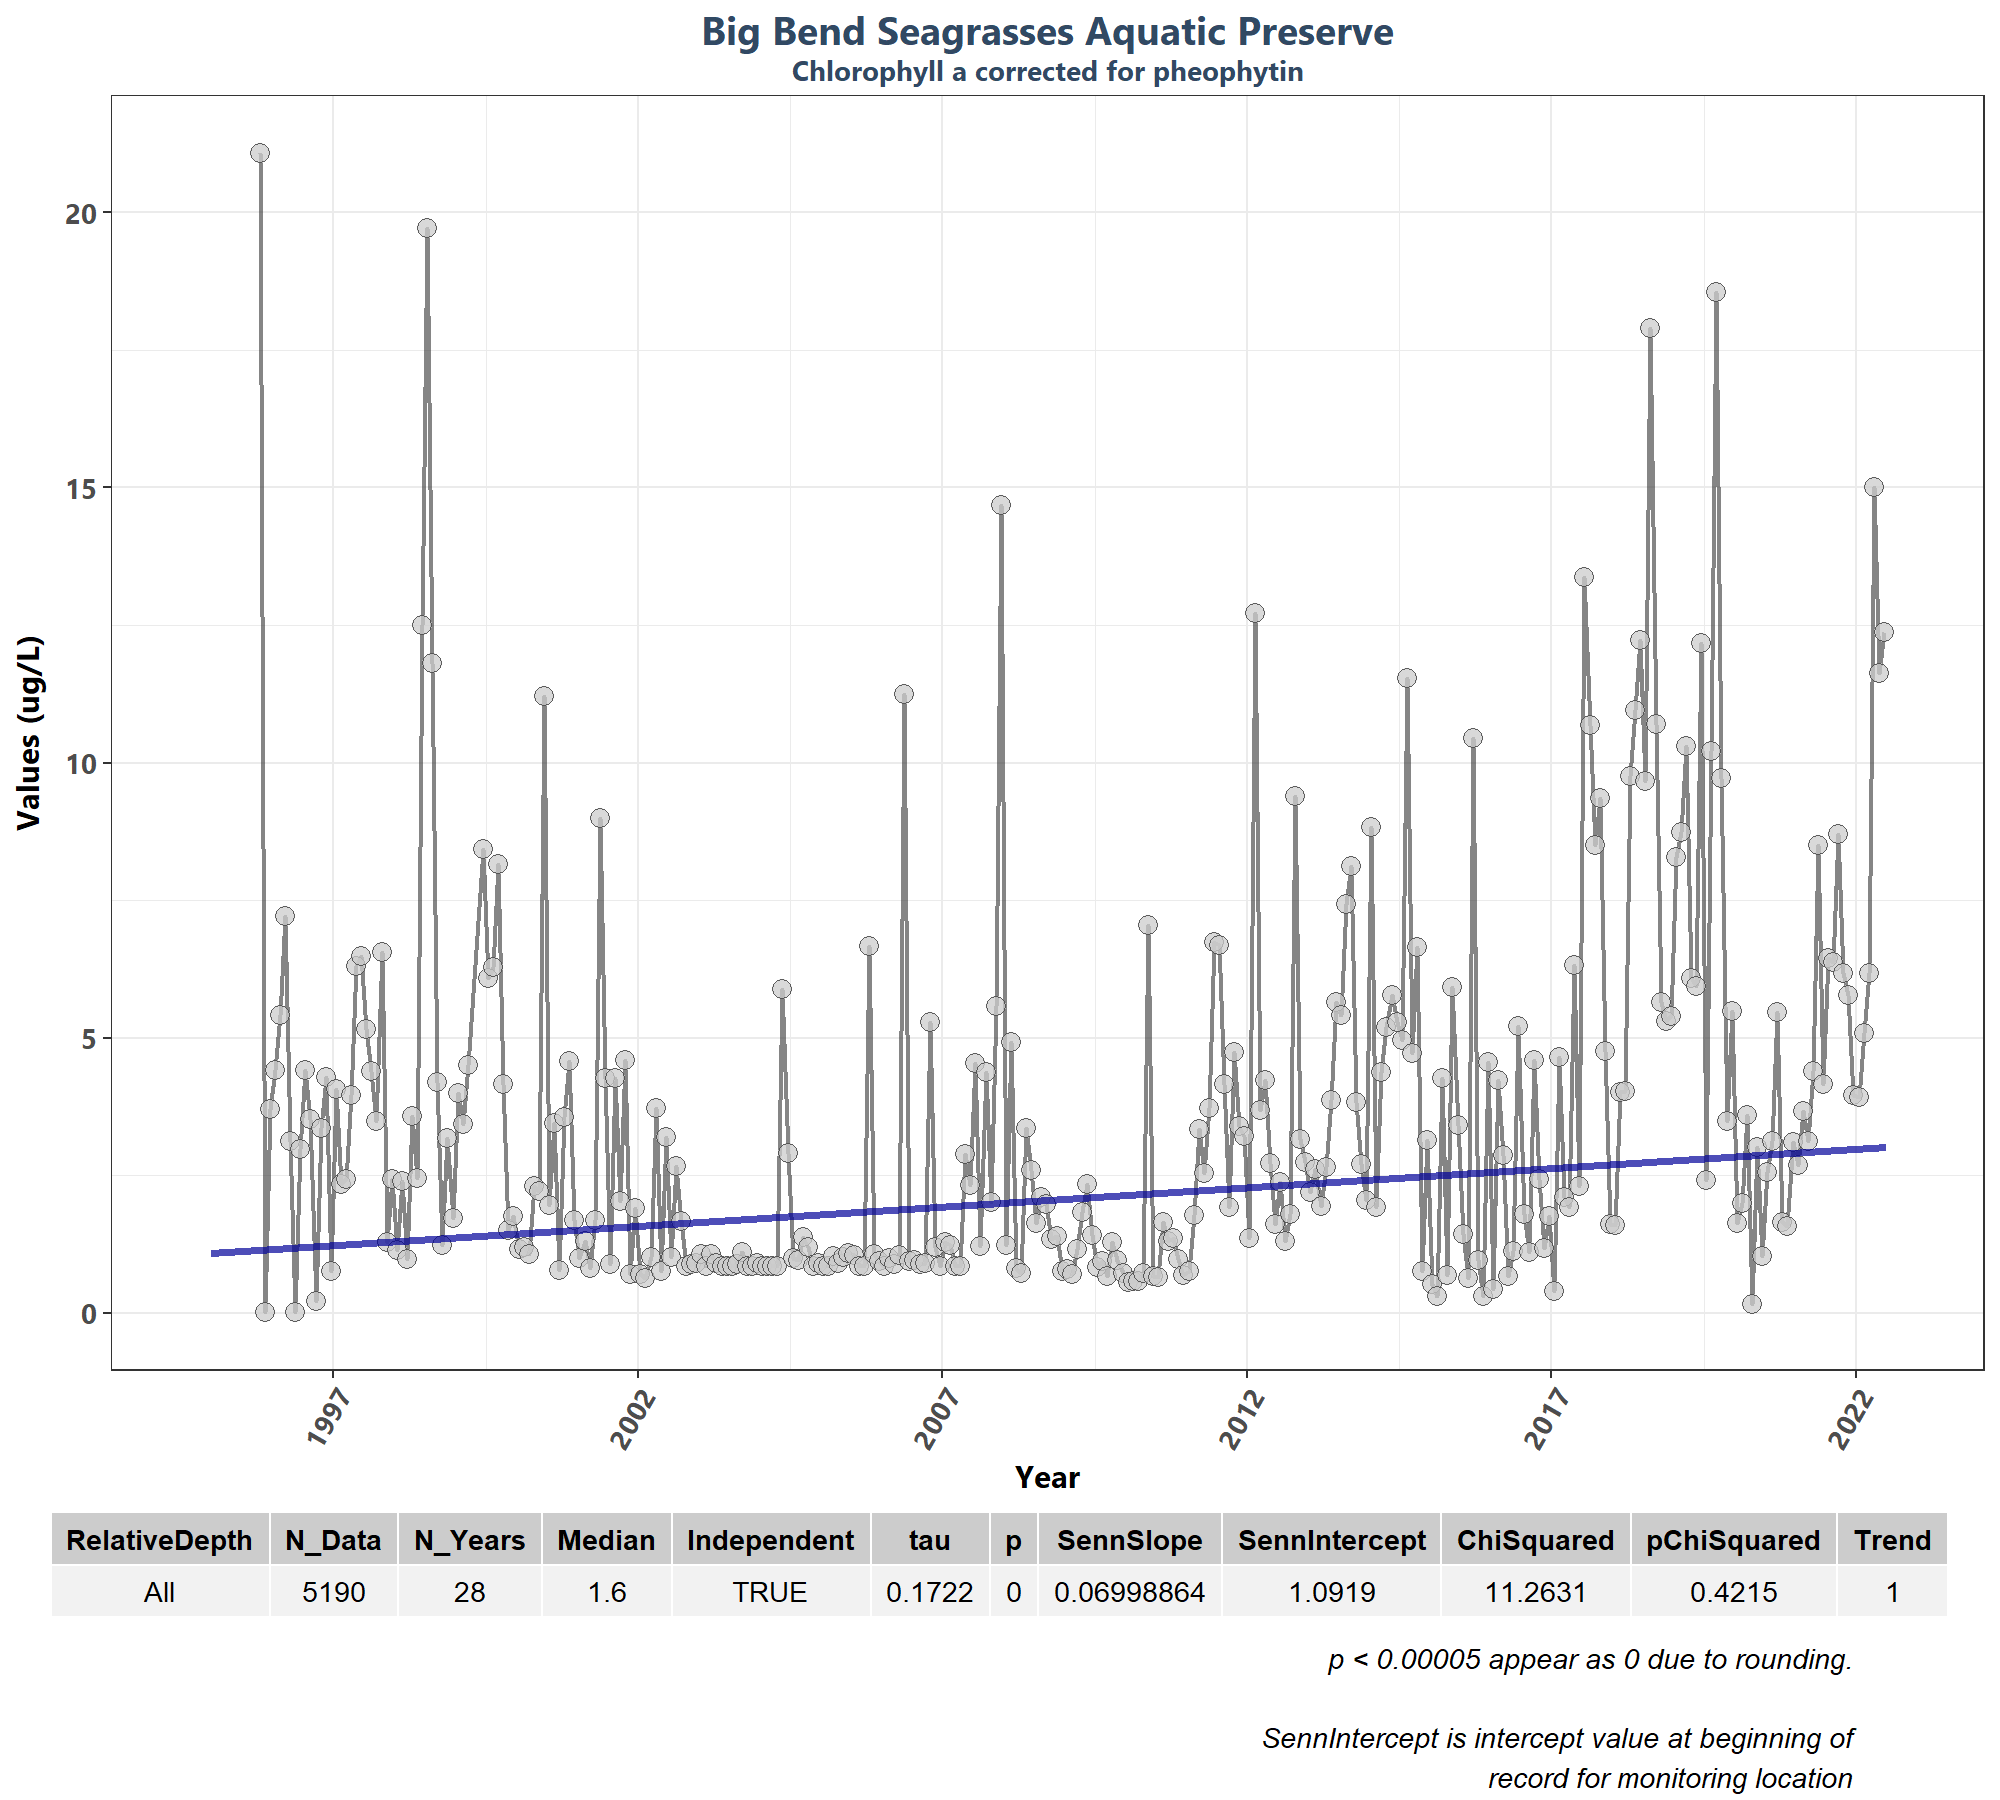 Big Bend Seagrasses Aquatic Preserve
Chlorophyll a corrected for pheophytin
Values (ug/L)
20
15
10
5
0
1997 2002 2007 2012 2017 2022
Year
RelativeDepth N_Data N_Years Median Independent tau p SennSlope SennIntercept ChiSquared pChiSquared Trend
All 5190 28 1.6 TRUE 0.1722 0 0.06998864 1.0919 11.2631 0.4215 1
p < 0.00005 appear as 0 due to rounding.
SennIntercept is intercept value at beginning of
record for monitoring location